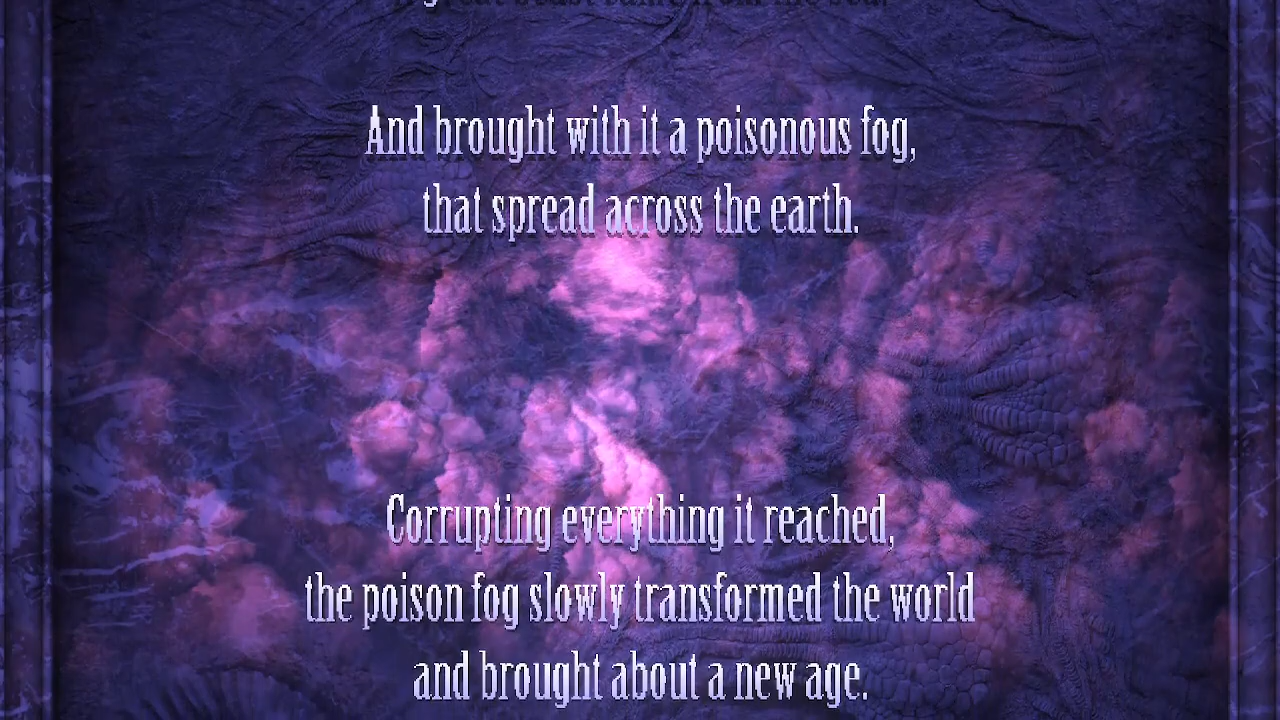 And brought with it a poisonous fog,
that spread across the earth.
Corrupting everything it reached,
the poison fog slowly transformed the world
and brought about a new age.